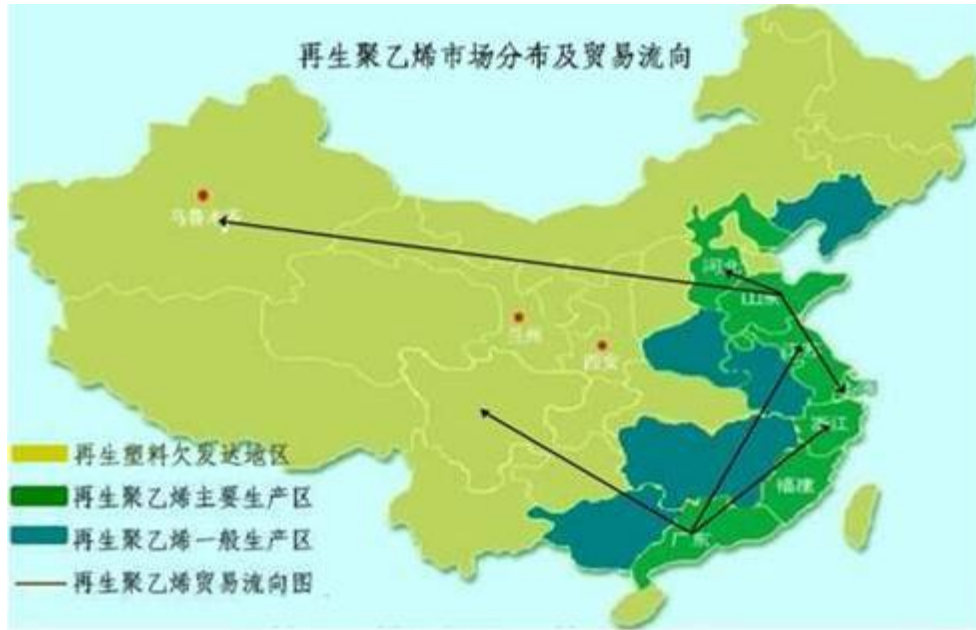 再生聚乙烯市场分布及贸易流向
乌鲁木齐
河北
山东
兰州
西安
浙江
福建
广东
再生塑料欠发达地区
再生聚乙烯主要生产区
再生聚乙烯一般生产区
再生聚乙烯贸易流向图